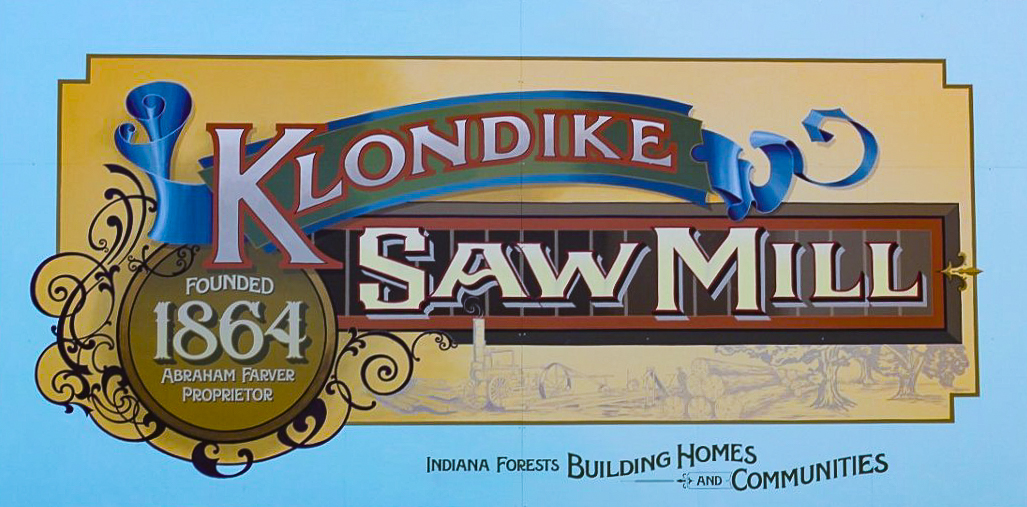 KLONDIKE
SAW MILL
FOUNDED
1864
ABRAHAM FARVER
PROPRIETOR
INDIANA FORESTS BUILDING HOMES
AND COMMUNITIES